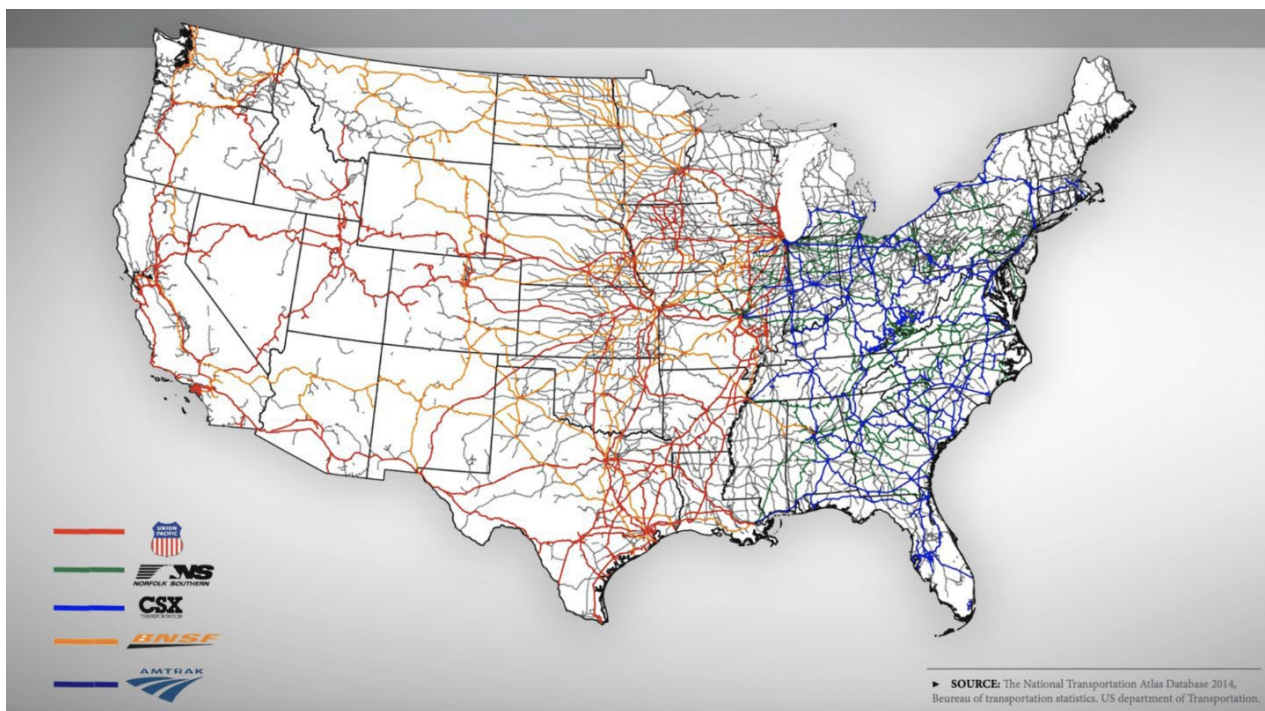 UNION
PACIFIC
NS
NORFOLK SOUTHERN
CSX
TRANSPORTATION
BNSF
AMTRAK
SOURCE: The National Transportation Atlas Database 2014,
Beureau of transportation statistics. US department of Transportation.